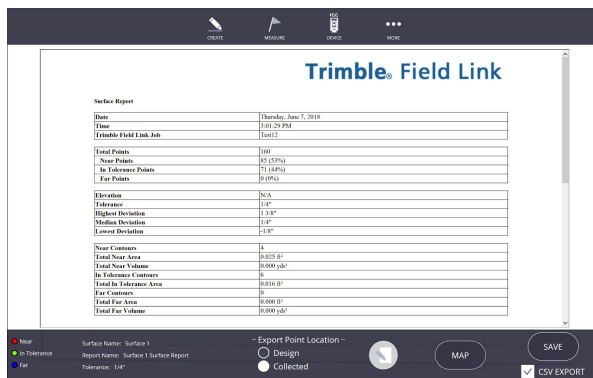 CREATE
MEASURE
DEVICE
MORE
Trimble® Field Link
Surface Report
Date Thursday, June 7, 2018
Time 3:01:29 PM
Trimble Field Link Job Test12
Total Points 160
Near Points 85 (53%)
In Tolerance Points 71 (44%)
Far Points 0 (0%)
Elevation N/A
Tolerance 1/4"
Highest Deviation 1 3/8"
Median Deviation 1/4"
Lowest Deviation -1/8"
Near Contours 4
Total Near Area 0.025 ft²
Total Near Volume 0.000 yds³
In Tolerance Contours 6
Total In Tolerance Area 0.016 ft²
Far Contours 0
Total Far Area 0.000 ft²
Total Far Volume 0.000 yds³
Near
In Tolerance
Far
Surface Name: Surface 1
Report Name: Surface 1 Surface Report
Tolerance: 1/4"
– Export Point Location –
Design
Collected
MAP
SAVE
CSV EXPORT